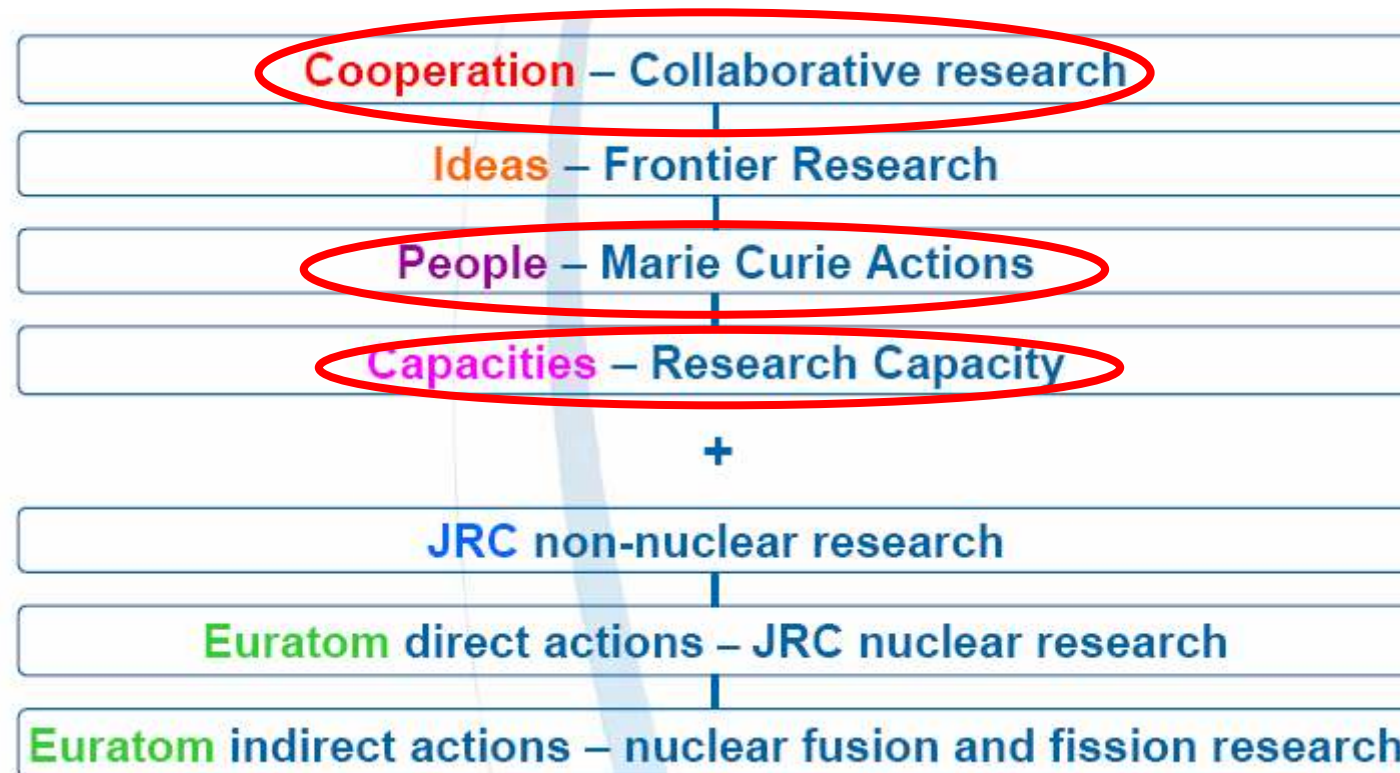 Cooperation – Collaborative research
Ideas – Frontier Research
People – Marie Curie Actions
Capacities – Research Capacity
+
JRC non-nuclear research
Euratom direct actions – JRC nuclear research
Euratom indirect actions – nuclear fusion and fission research